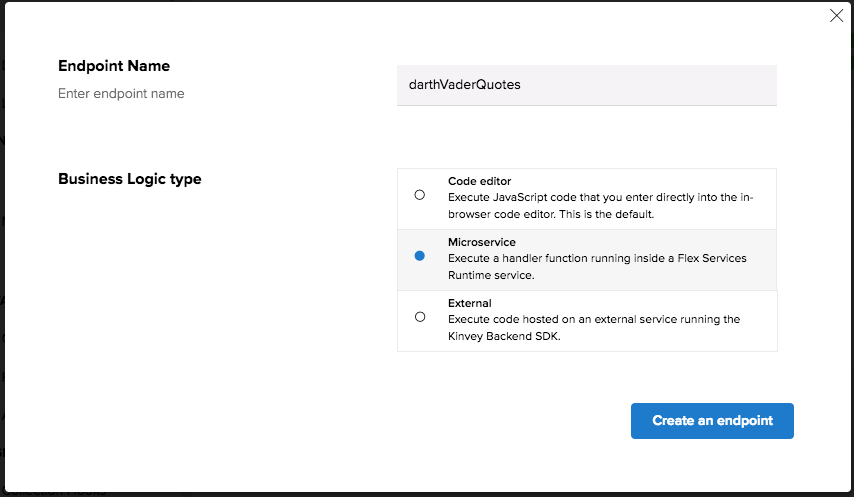 Endpoint Name
Enter endpoint name
darthVaderQuotes
Business Logic type
Code editor
Execute JavaScript code that you enter directly into the in-
browser code editor. This is the default.
Microservice
Execute a handler function running inside a Flex Services
Runtime service.
External
Execute code hosted on an external service running the
Kinvey Backend SDK.
Create an endpoint